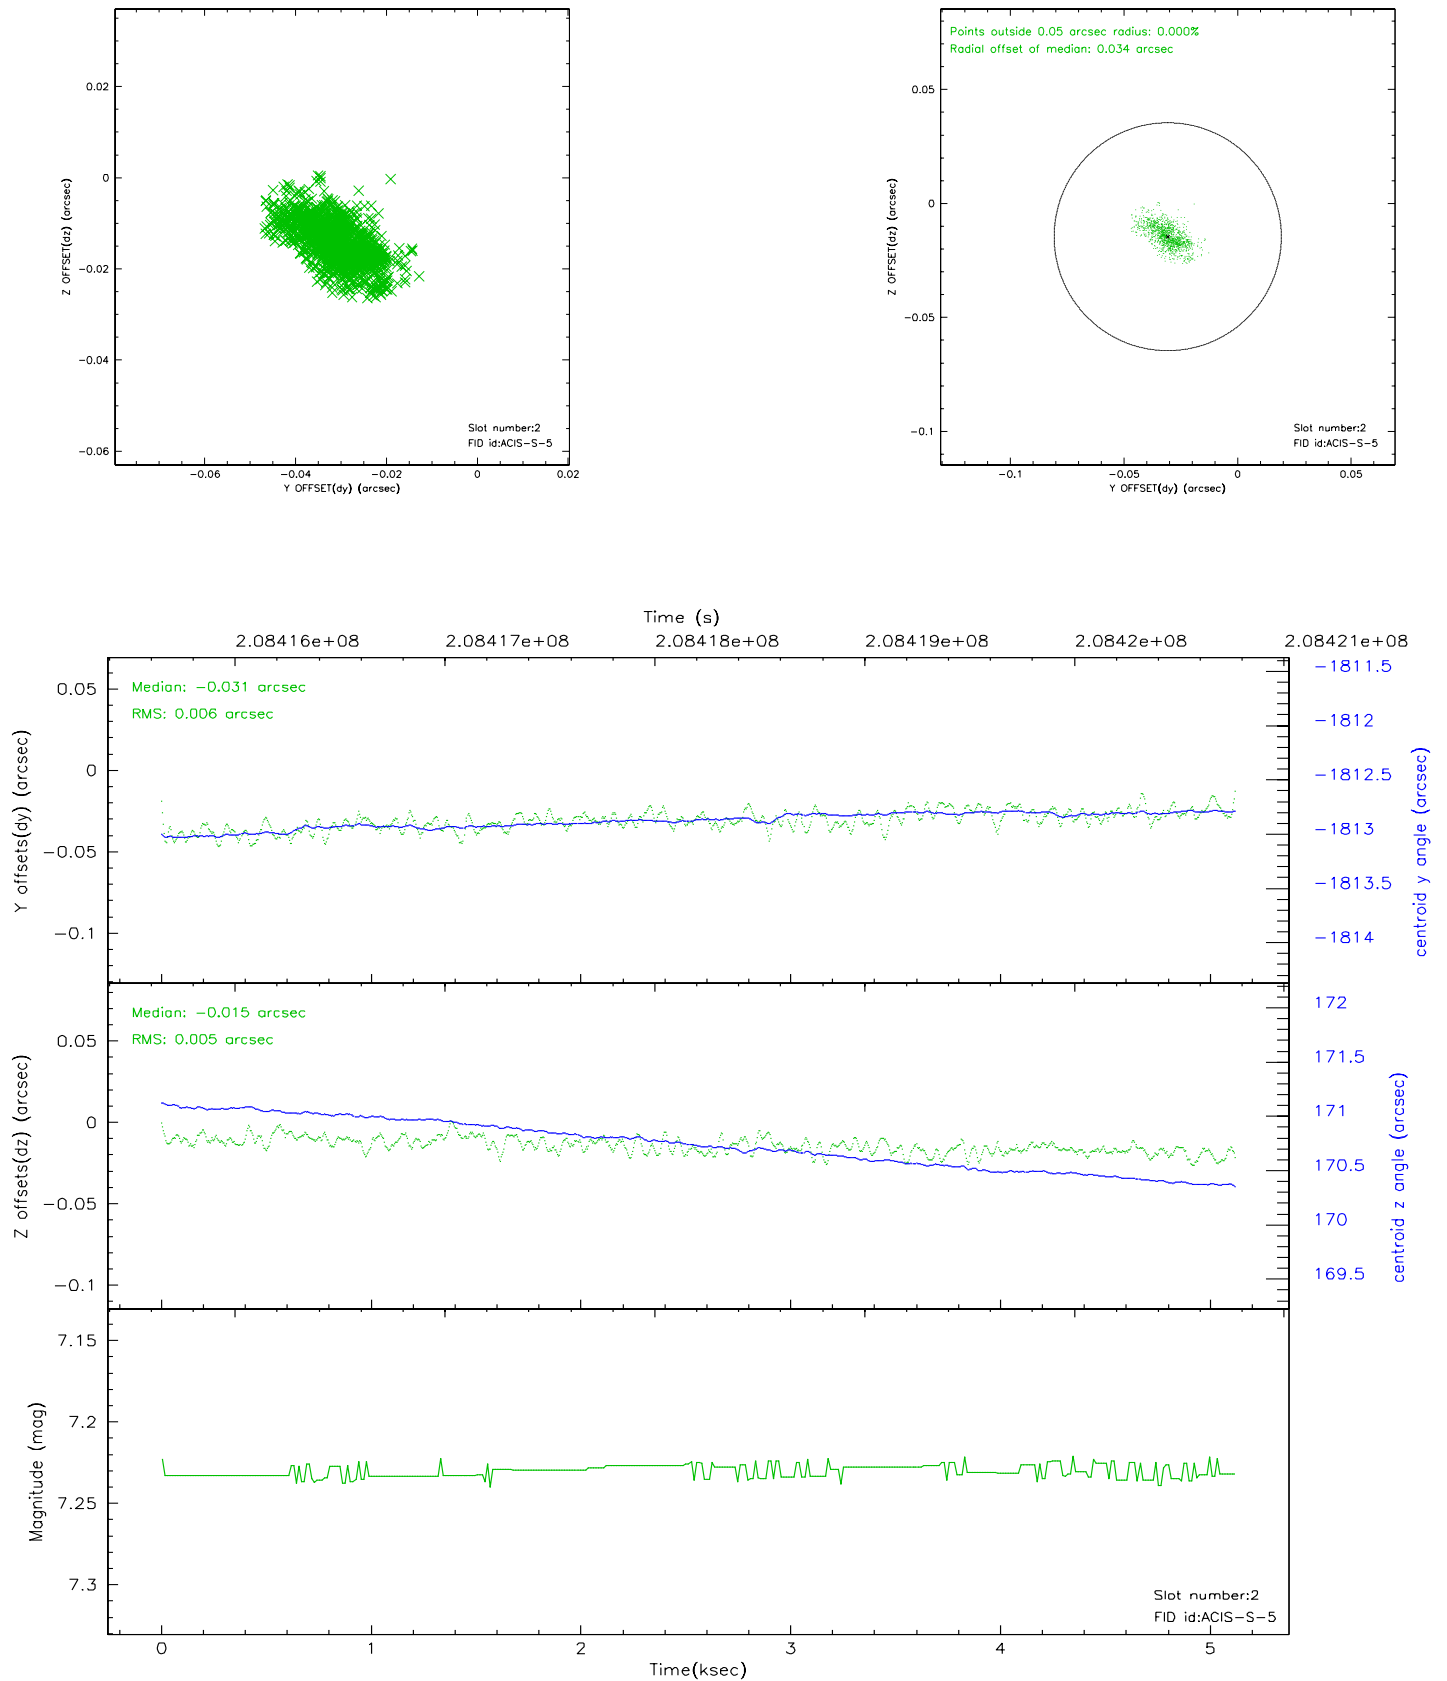 0.02
0
−0.02
−0.04
−0.06
Z OFFSET(dz) (arcsec)
Slot number:2
FID id:ACIS−S−5
−0.06
−0.04
−0.02
0
0.02
Y OFFSET(dy) (arcsec)
Points outside 0.05 arcsec radius: 0.000%
Radial offset of median: 0.034 arcsec
0.05
0
−0.05
−0.1
Z OFFSET(dz) (arcsec)
Slot number:2
FID id:ACIS−S−5
−0.1
−0.05
0
0.05
Y OFFSET(dy) (arcsec)
Time (s)
2.08416e+08
2.08417e+08
2.08418e+08
2.08419e+08
2.0842e+08
2.08421e+08
Median: −0.031 arcsec
RMS: 0.006 arcsec
0.05
0
−0.05
−0.1
Y offsets(dy) (arcsec)
−1811.5
−1812
−1812.5
−1813
−1813.5
−1814
centroid y angle (arcsec)
Median: −0.015 arcsec
RMS: 0.005 arcsec
0.05
0
−0.05
−0.1
Z offsets(dz) (arcsec)
172
171.5
171
170.5
170
169.5
centroid z angle (arcsec)
7.15
7.2
7.25
7.3
Magnitude (mag)
Slot number:2
FID id:ACIS−S−5
0
1
2
3
4
5
Time(ksec)